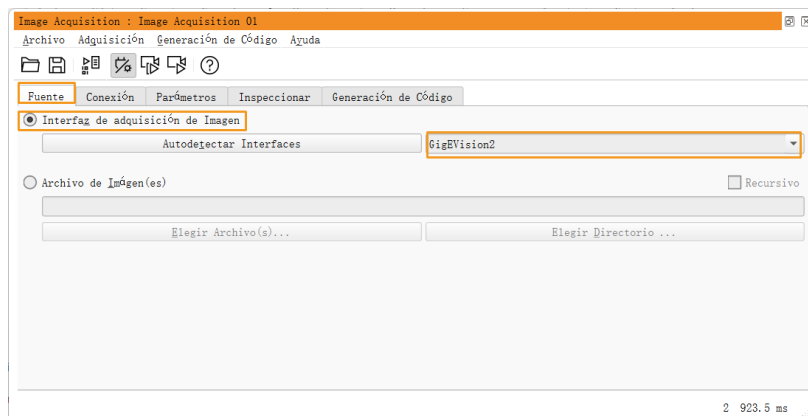 Image Acquisition : Image Acquisition 01
Archivo Adquisición Generación de Código Ayuda
Fuente Conexión Parámetros Inspeccionar Generación de Código
Interfaz de adquisición de Imagen
Autodetectar Interfaces GigEVision2
Archivo de Imágen(es) Recursivo
Elegir Archivo(s)... Elegir Directorio ...
2 923.5 ms